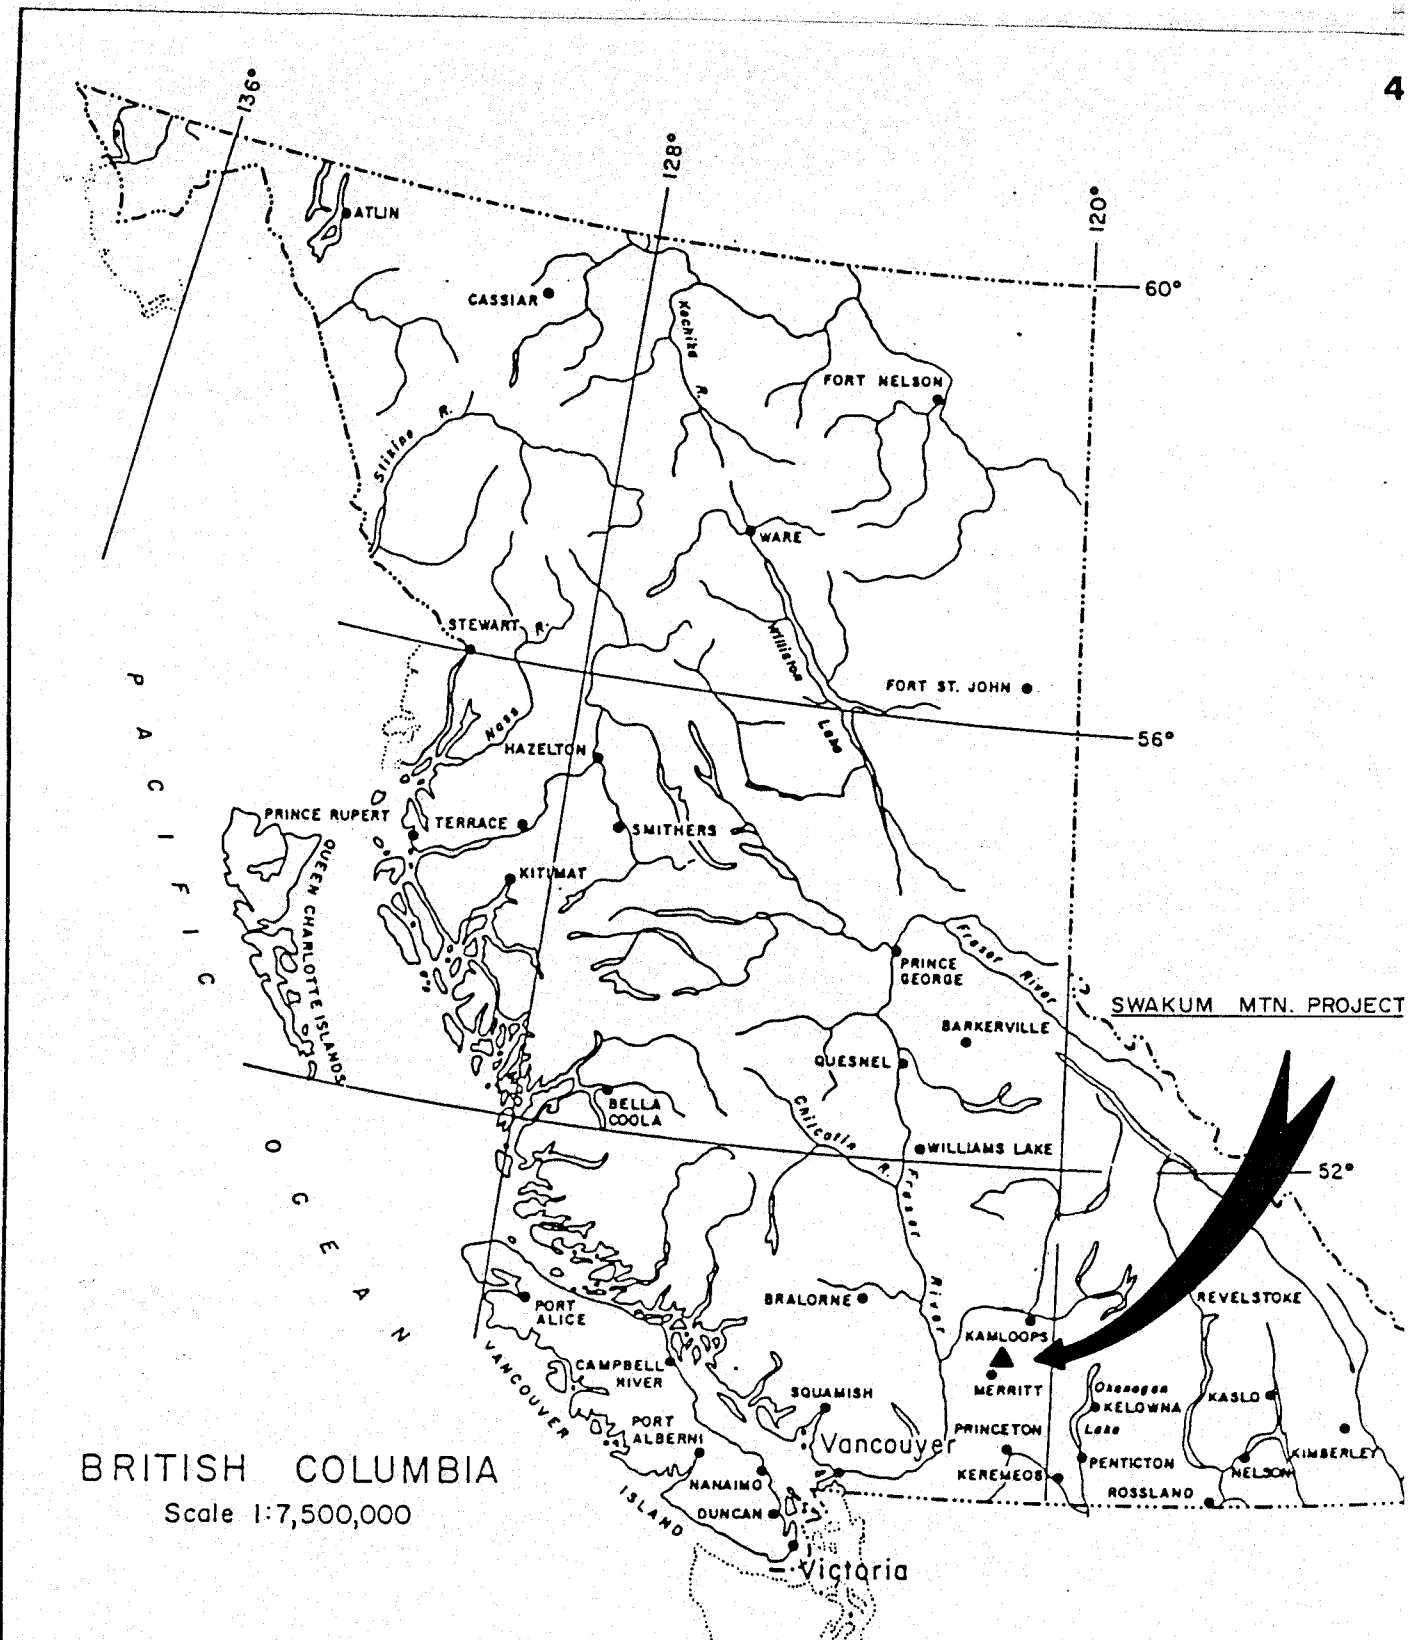 4
136°
128°
120°
ATLIN
CASSIAR
60°
Kechika
R.
FORT NELSON
Stikine R.
WARE
STEWART
R.
Williston
FORT ST. JOHN
Nass
Lake
56°
HAZELTON
PRINCE RUPERT
TERRACE
SMITHERS
KITIMAT
QUEEN CHARLOTTE ISLANDS
PACIFIC
Fraser River
PRINCE
GEORGE
SWAKUM MTN. PROJECT
BARKERVILLE
QUESNEL
BELLA
COOLA
Chilcotin
R.
WILLIAMS LAKE
52°
Fraser
River
OGEAN
PORT
ALICE
BRALORNE
REVELSTOKE
KAMLOOPS
VANCOUVER
CAMPBELL
RIVER
MERRITT
SQUAMISH
Okanagan
KELOWNA
KASLO
PORT
ALBERNI
Vancouver
PRINCETON
Lake
PENTICTON
KIMBERLEY
NELSON
KEREMEOS
NANAIMO
ROSSLAND
ISLAND
DUNCAN
Victoria
BRITISH COLUMBIA
Scale 1:7,500,000